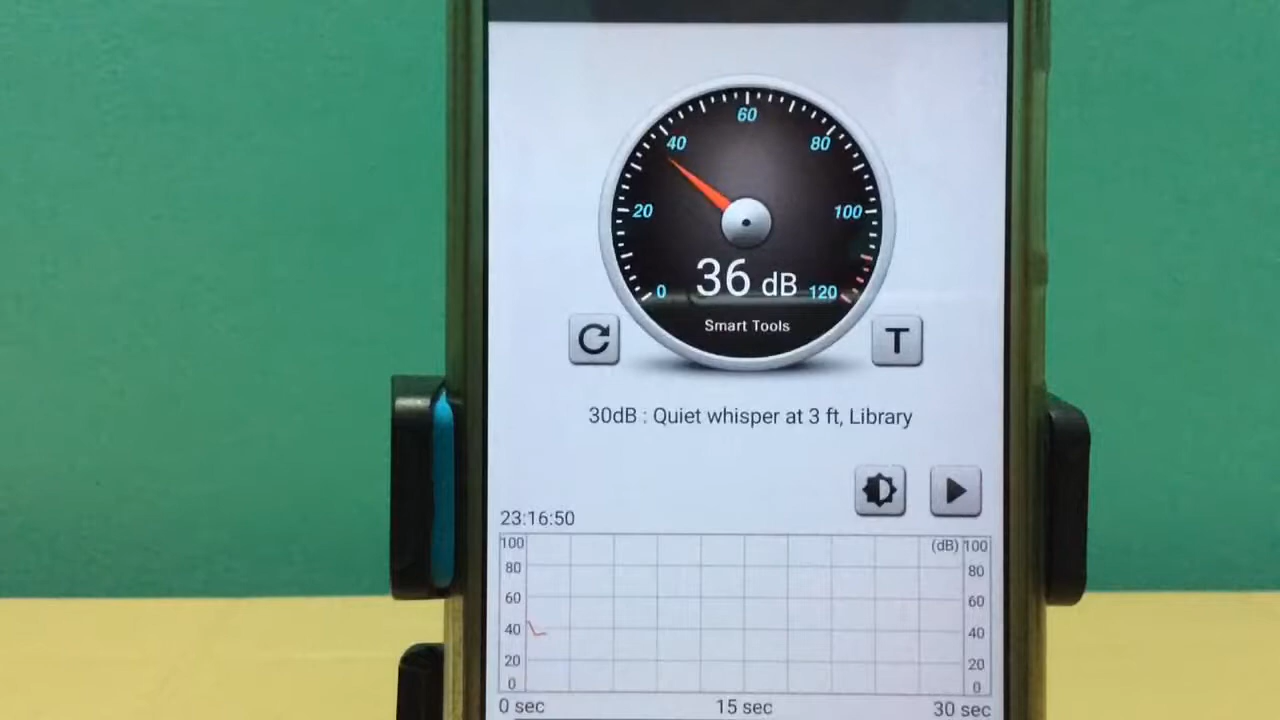 60
40 80
20 100
0 36 dB 120
Smart Tools
T
30dB : Quiet whisper at 3 ft, Library
23:16:50
100 (dB) 100
80 80
60 60
40 40
20 20
0 0
0 sec 15 sec 30 sec